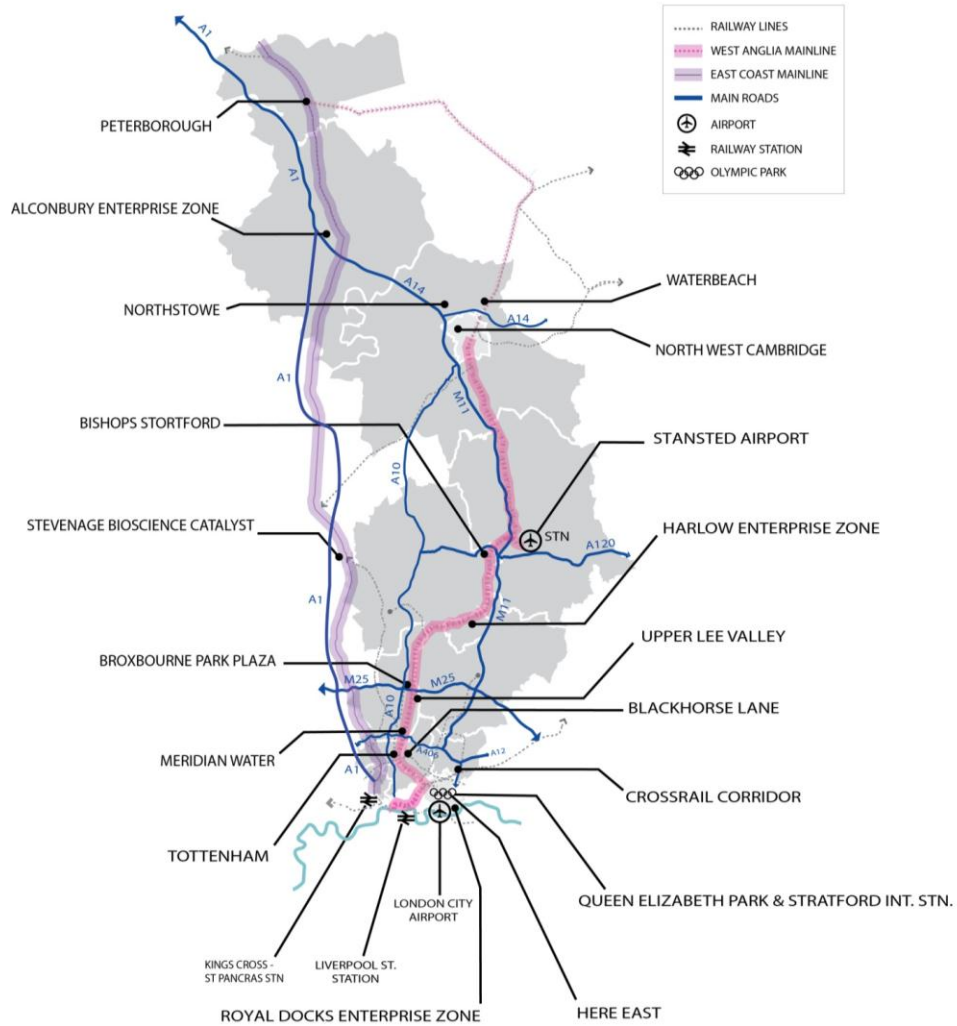 RAILWAY LINES
WEST ANGLIA MAINLINE
EAST COAST MAINLINE
MAIN ROADS
AIRPORT
RAILWAY STATION
OLYMPIC PARK
A1
PETERBOROUGH
A1
ALCONBURY ENTERPRISE ZONE
A14
WATERBEACH
NORTHSTOWE
A14
NORTH WEST CAMBRIDGE
A1
M11
BISHOPS STORTFORD
STANSTED AIRPORT
A10
STEVENAGE BIOSCIENCE CATALYST
STN
HARLOW ENTERPRISE ZONE
A120
A1
M11
UPPER LEE VALLEY
BROXBOURNE PARK PLAZA
M25
M25
A10
BLACKHORSE LANE
MERIDIAN WATER
A406
A12
A1
CROSSRAIL CORRIDOR
TOTTENHAM
QUEEN ELIZABETH PARK & STRATFORD INT. STN.
LONDON CITY
AIRPORT
KINGS CROSS -
ST PANCRAS STN
LIVERPOOL ST.
STATION
ROYAL DOCKS ENTERPRISE ZONE
HERE EAST